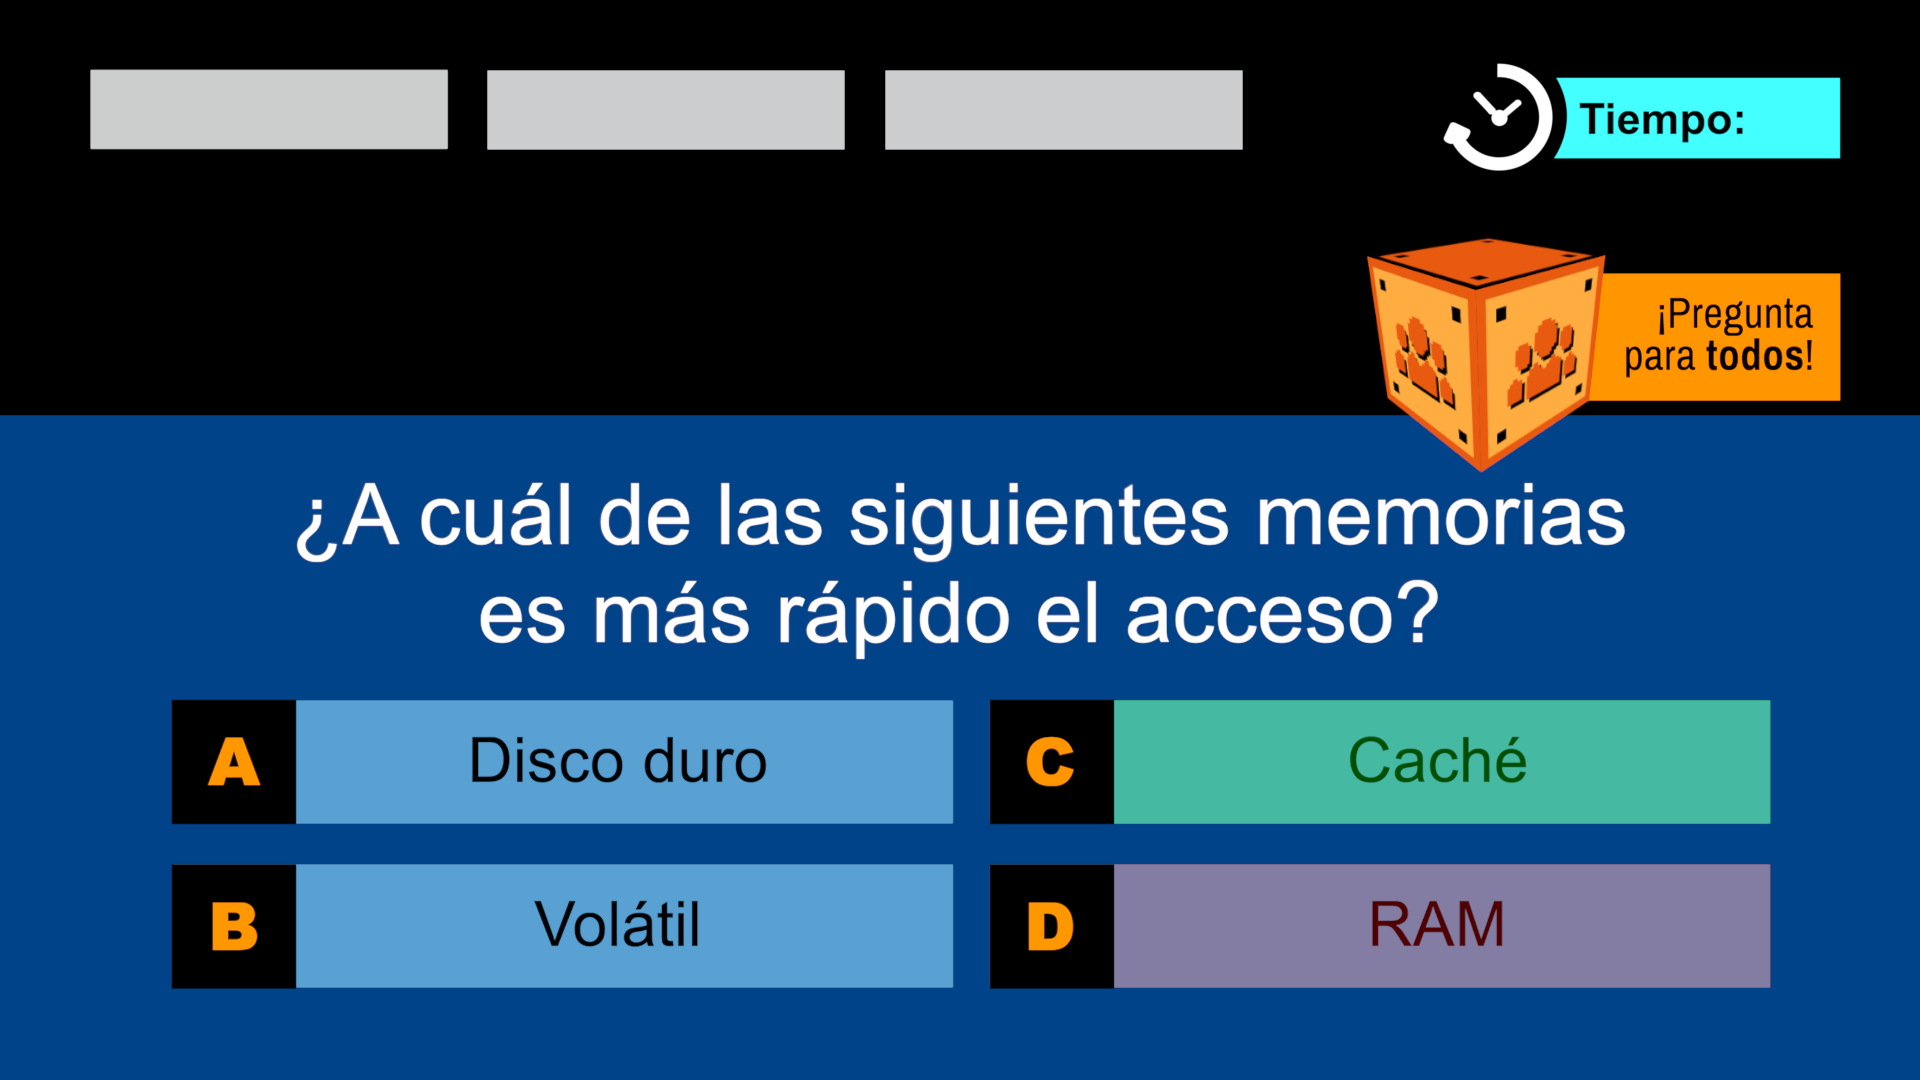 Tiempo:
¡Pregunta
para todos!
¿A cuál de las siguientes memorias
es más rápido el acceso?
A Disco duro
C Caché
B Volátil
D RAM